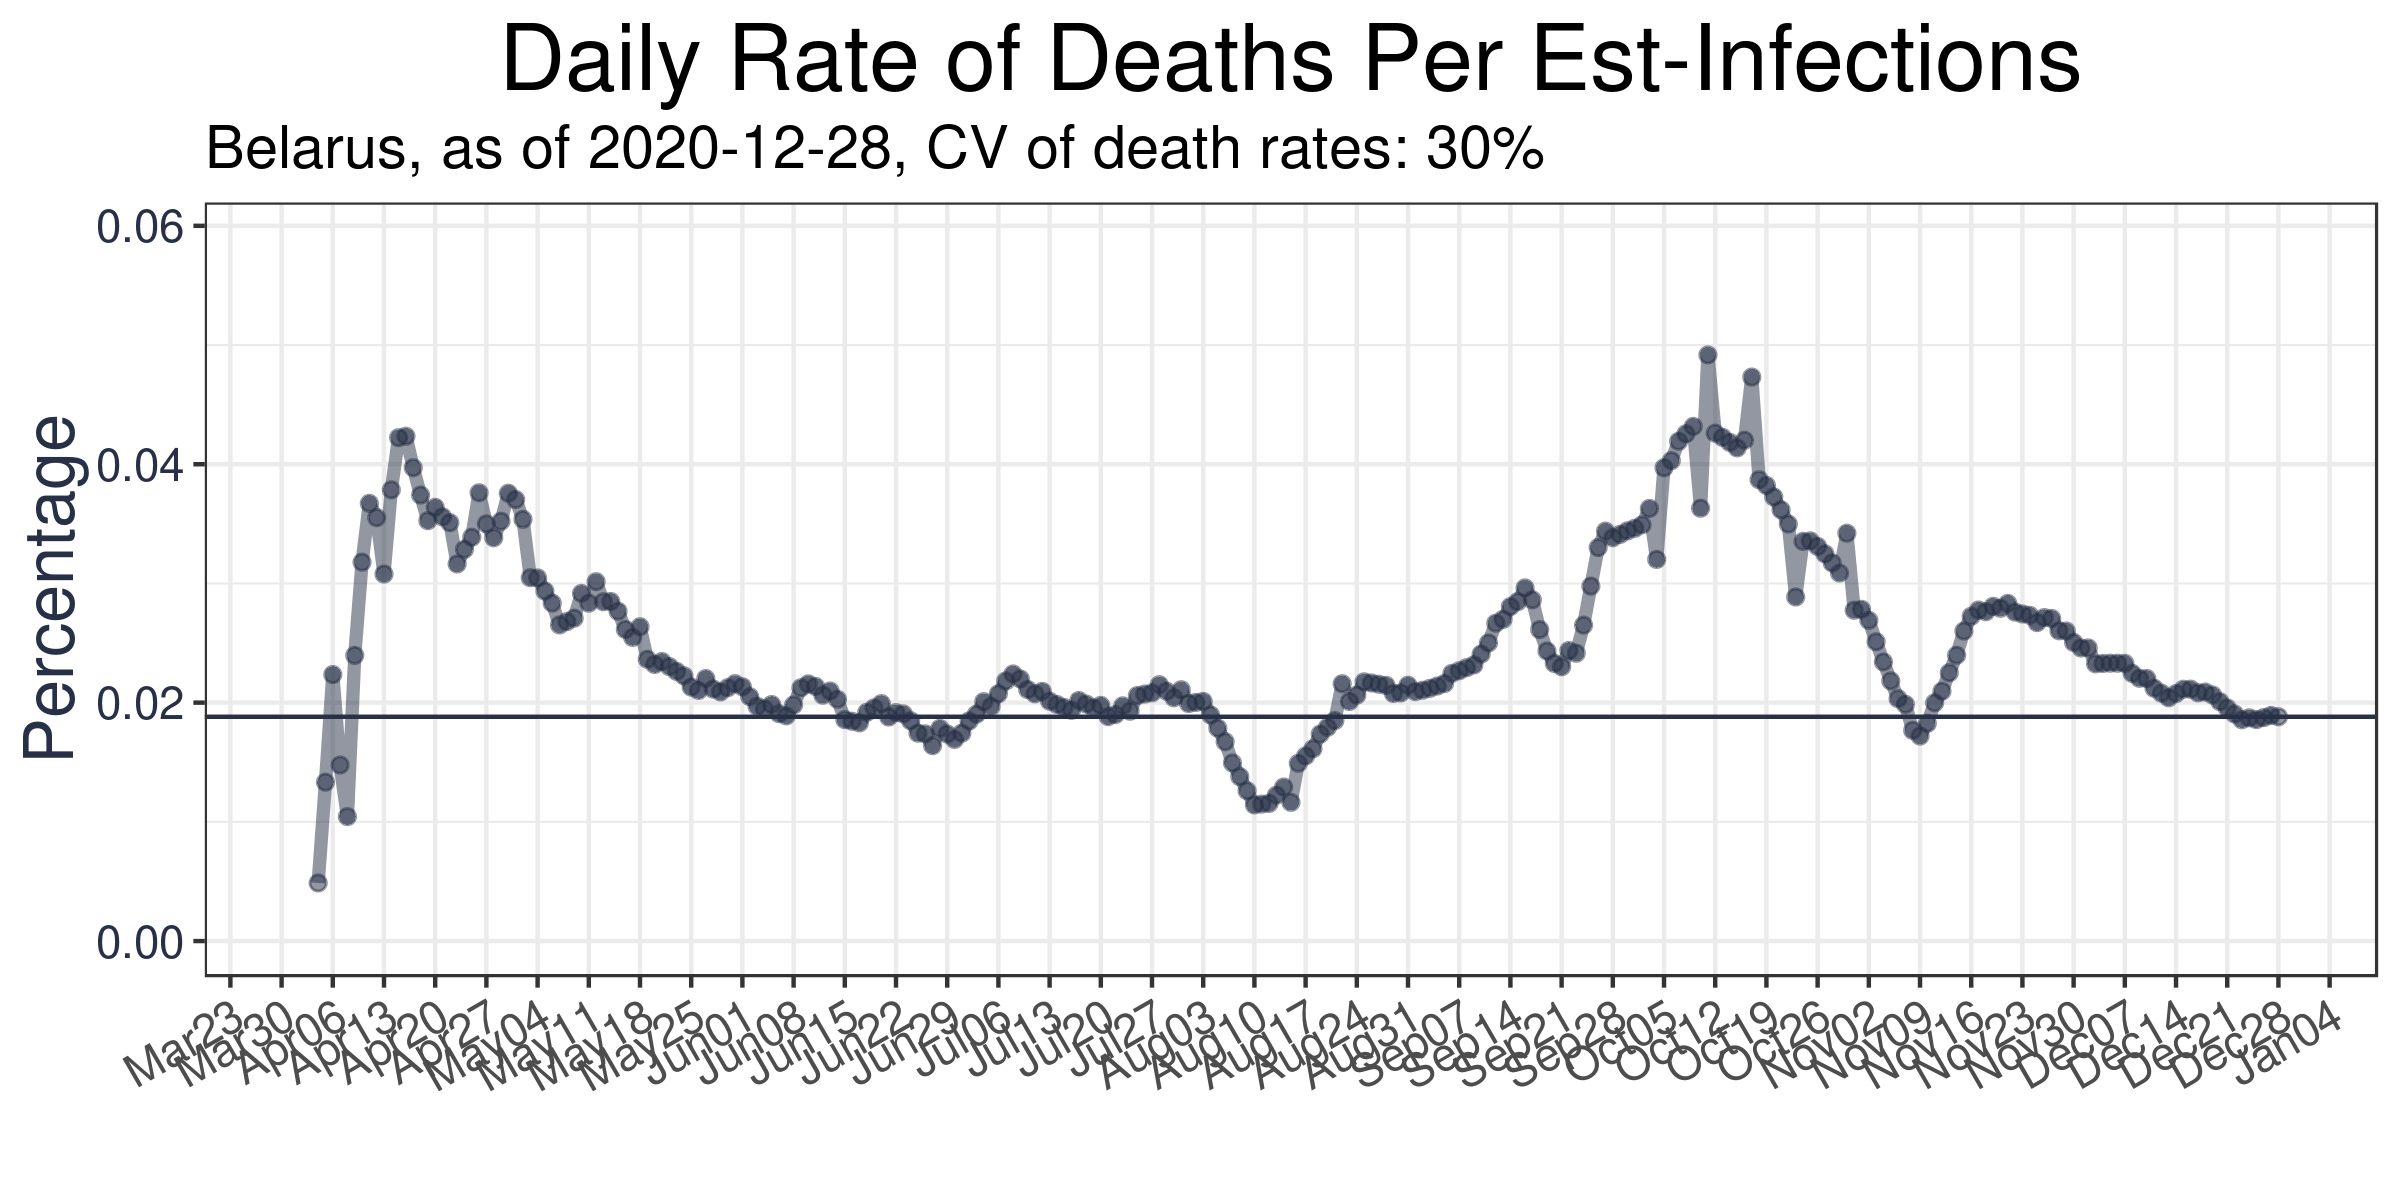 Daily Rate of Deaths Per Est-Infections
Belarus, as of 2020-12-28, CV of death rates: 30%
Percentage
0.06
0.04
0.02
0.00
Mar23
Mar30
Apr06
Apr13
Apr20
Apr27
May04
May11
May18
May25
Jun01
Jun08
Jun15
Jun22
Jun29
Jul06
Jul13
Jul20
Jul27
Aug03
Aug10
Aug17
Aug24
Aug31
Sep07
Sep14
Sep21
Sep28
Oct05
Oct12
Oct19
Oct26
Nov02
Nov09
Nov16
Nov23
Nov30
Dec07
Dec14
Dec21
Dec28
Jan04